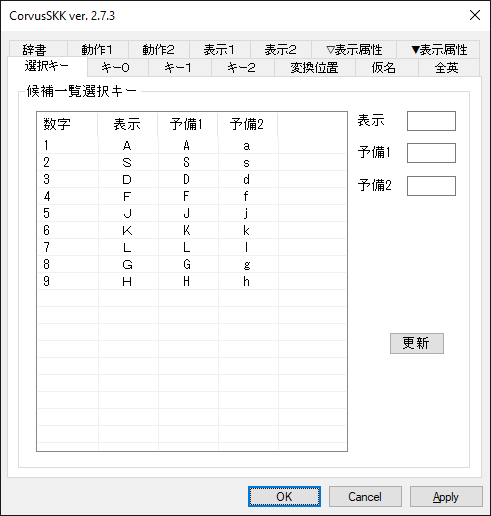 CorvusSKK ver. 2.7.3
辞書 動作1 動作2 表示1 表示2 ▽表示属性 ▼表示属性
選択キー キー0 キー1 キー2 変換位置 仮名 全英
候補一覧選択キー
数字 表示 予備1 予備2
1 A A a
2 S S s
3 D D d
4 F F f
5 J J j
6 K K k
7 L L l
8 G G g
9 H H h
表示
予備1
予備2
更新
OK Cancel Apply